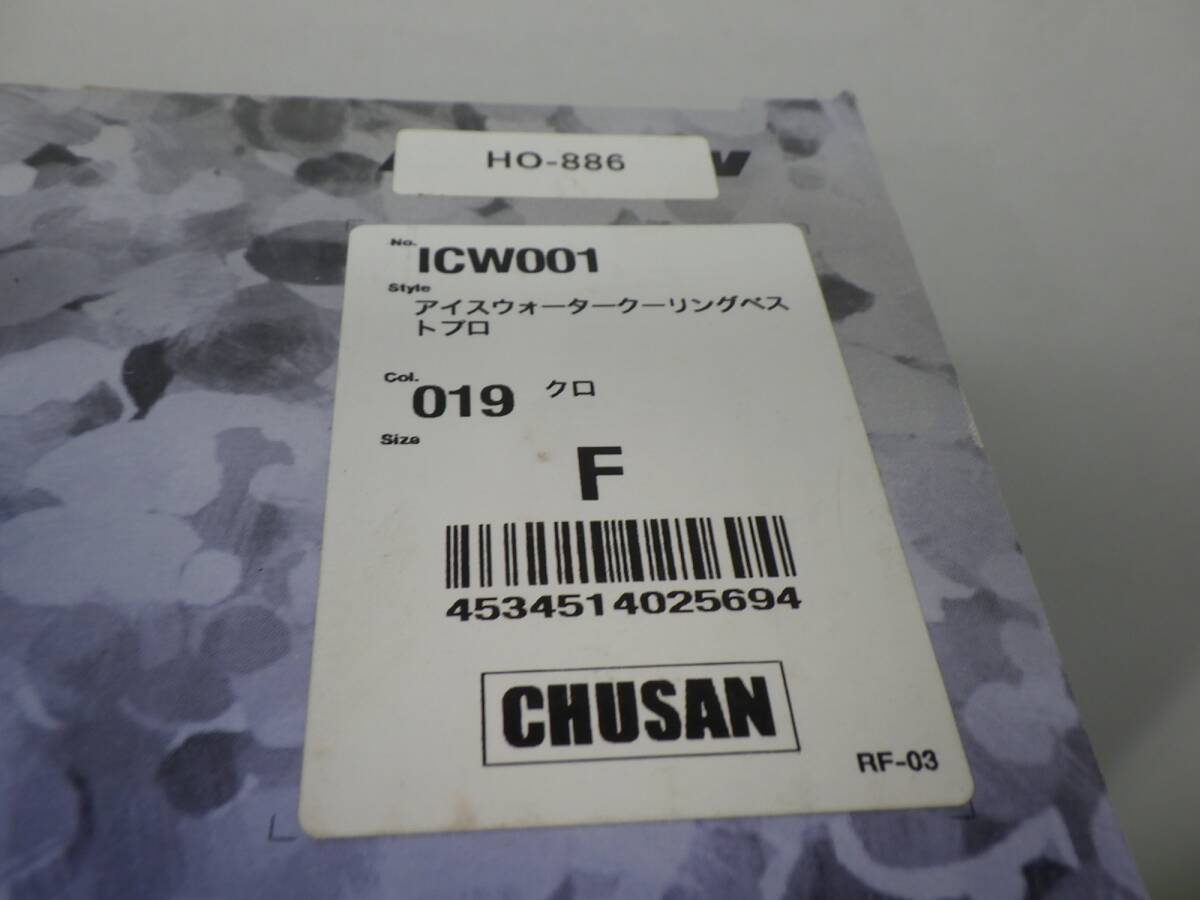 HO-886
No. ICW001
Style
アイスウォータークーリングベス
トプロ
Col. 019 クロ
Size
F
4534514025694
CHUSAN
RF-03